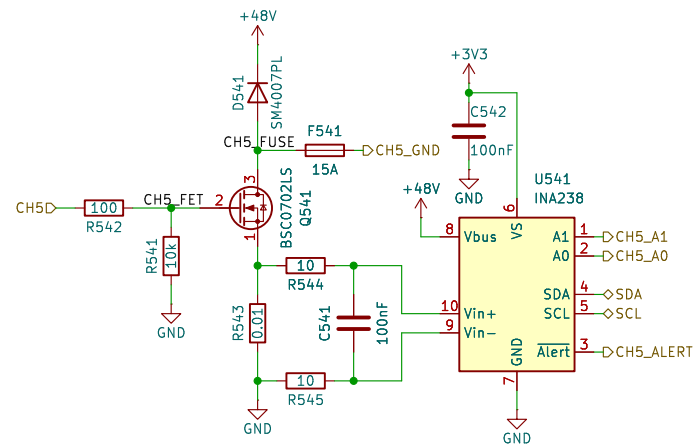 +48V
D541
SM4007PL
CH5_FUSE
F541
15A
CH5_GND
+3V3
C542
100nF
GND
CH5
100
R542
CH5_FET
2
3
1
BSC0702LS
Q541
R541
10k
GND
+48V
U541
INA238
6
VS
8
Vbus
A1
1
CH5_A1
A0
2
CH5_A0
SDA
4
SDA
SCL
5
SCL
10
Vin+
9
Vin-
GND
7
Alert
3
CH5_ALERT
10
R544
R543
0.01
C541
100nF
10
R545
GND
GND